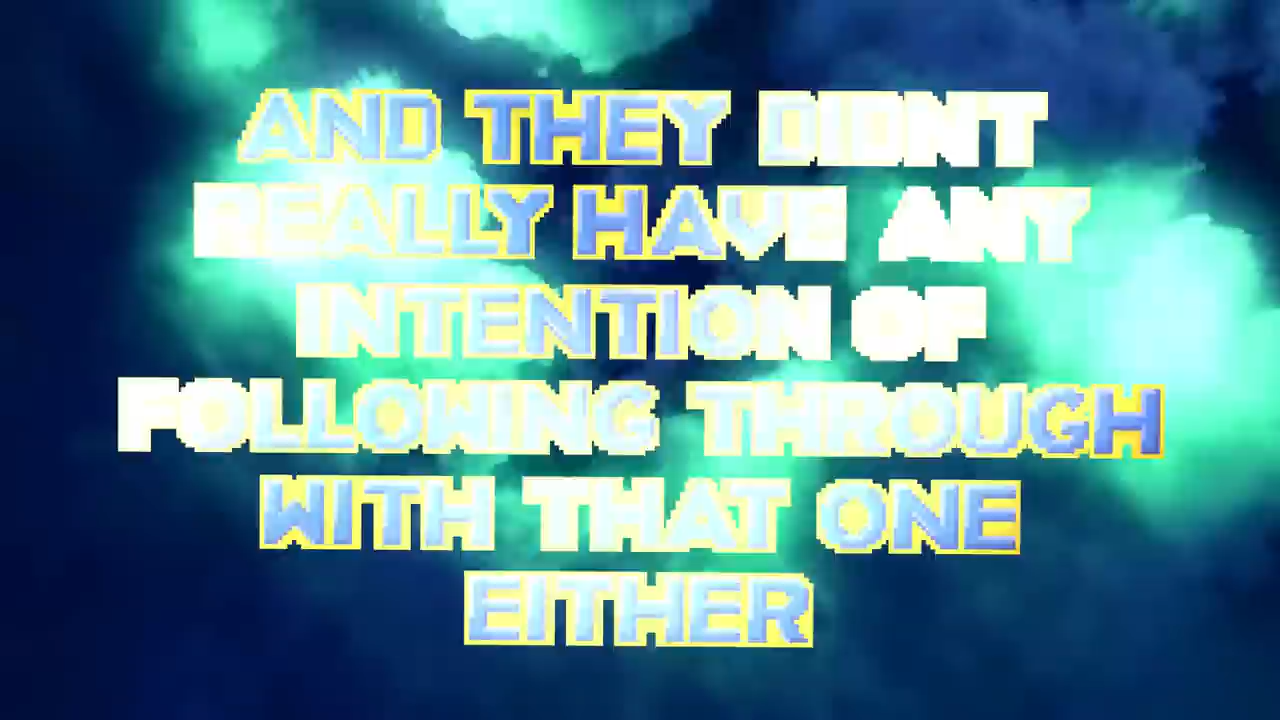 AND THEY DIDNT
REALLY HAVE ANY
INTENTION OF
FOLLOWING THROUGH
WITH THAT ONE
EITHER